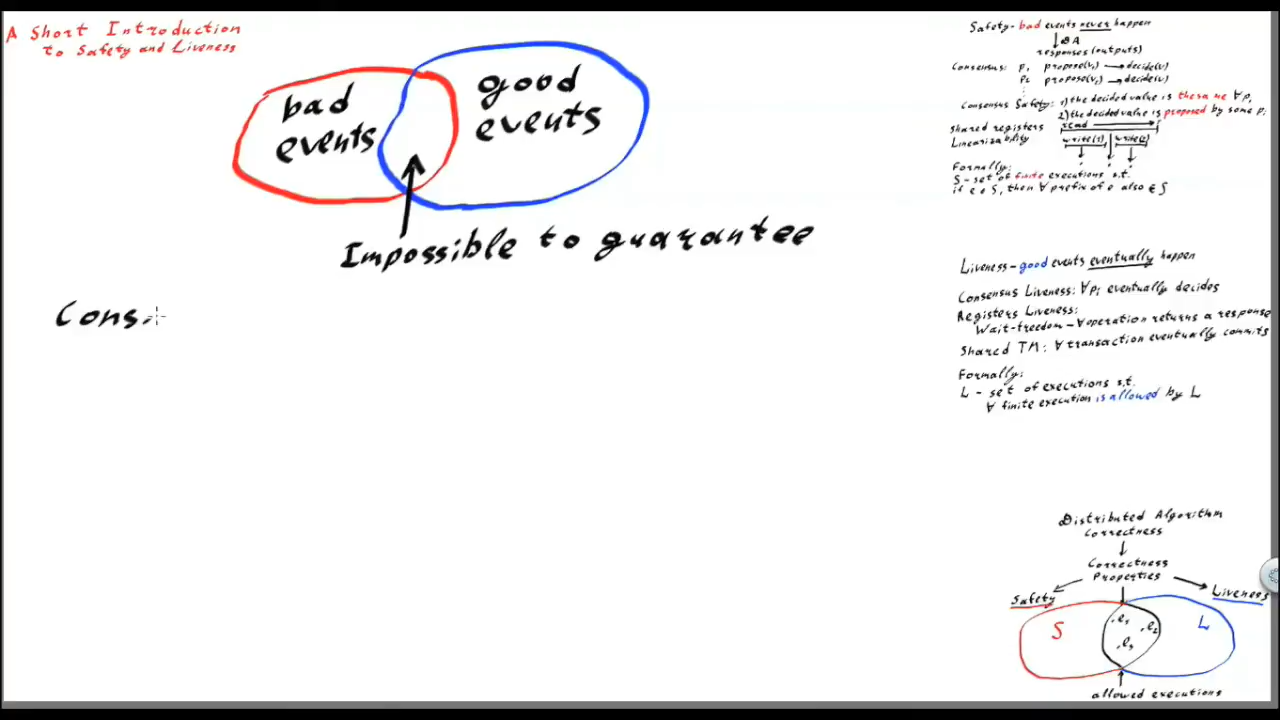 A Short Introduction
to Safety and Liveness
bad
events
good
events
Impossible to guarantee
Cons
Safety - bad events never happen
DA
responses (outputs)
Consensus: P₁ propose(v₁) → decide(v)
P₂ propose(v₂) → decide(v)
Consensus Safety: 1) the decided value is the same ∀ pᵢ
2) the decided value is proposed by some pᵢ
Shared registers
Linearizability
read
write(1) write(2)
Formally:
S - set of finite executions s.t.
if e ∈ S, then ∀ prefix of e also ∈ S
Liveness - good events eventually happen
Consensus Liveness: ∀pᵢ eventually decides
Registers Liveness:
Wait-freedom - ∀operation returns a response
Shared TM: ∀ transaction eventually commits
Formally:
L - set of executions s.t.
∀ finite execution is allowed by L
Distributed Algorithm
Correctness
Correctness
Properties
Safety Liveness
S .e₁ .e₂ .e₃ L
allowed executions